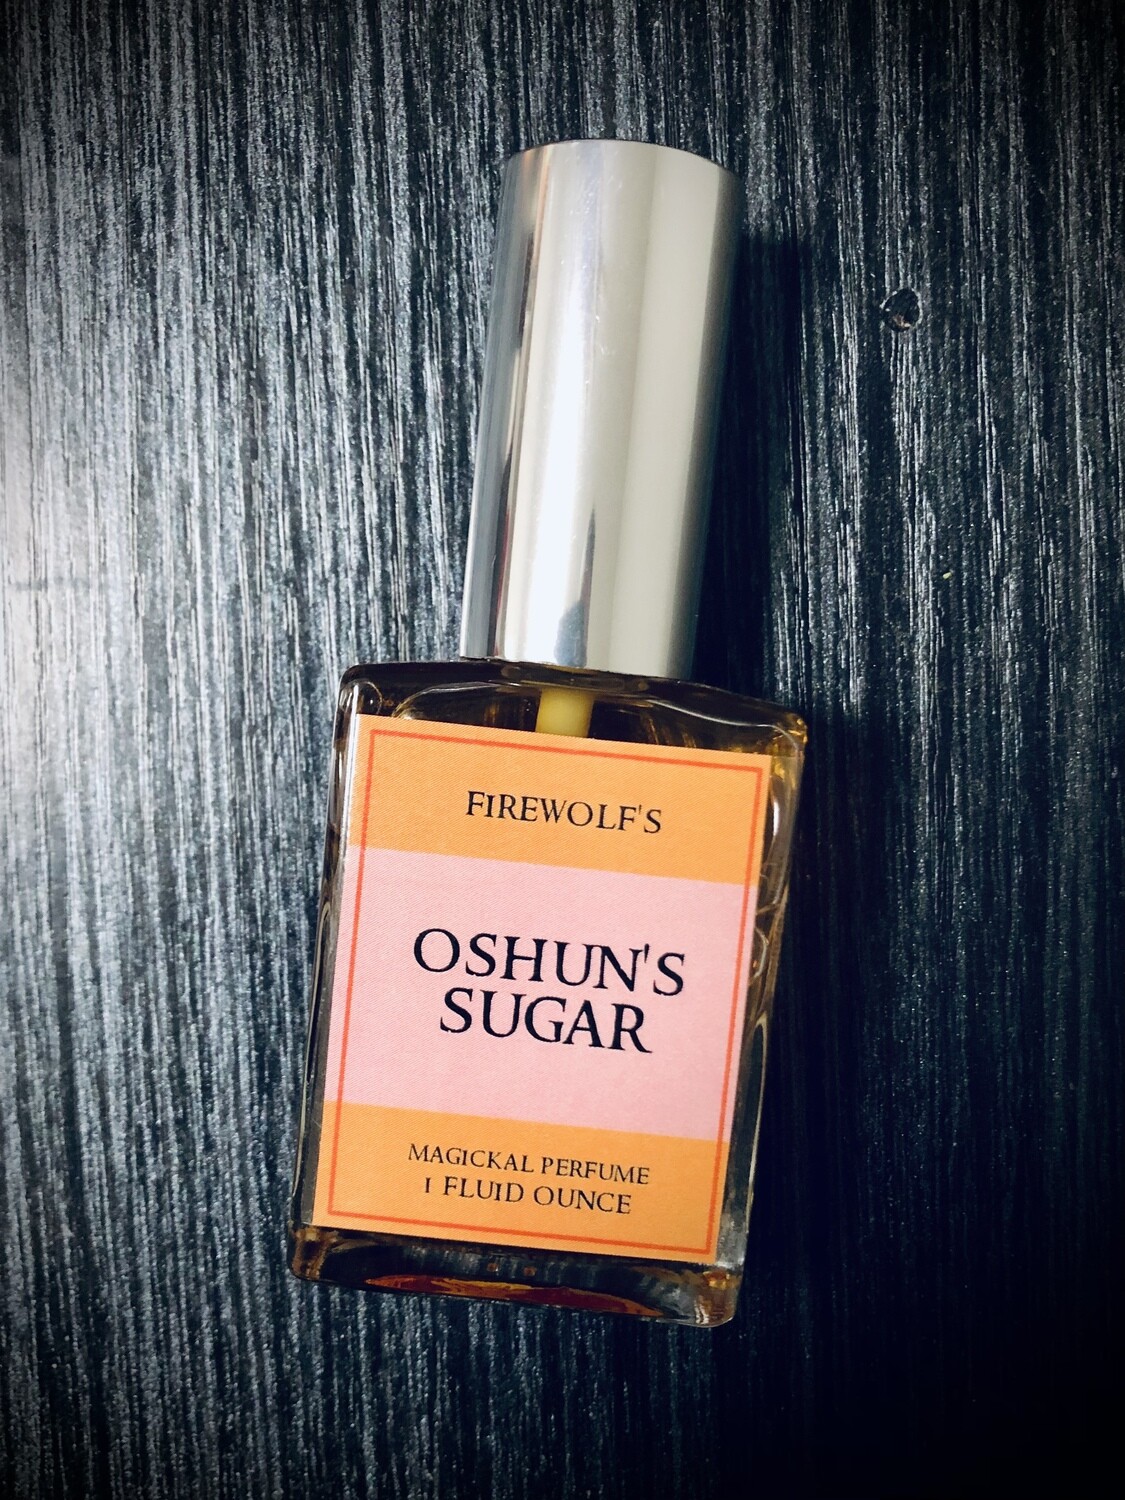 FIREWOLF'S
OSHUN'S
SUGAR
MAGICKAL PERFUME
1 FLUID OUNCE